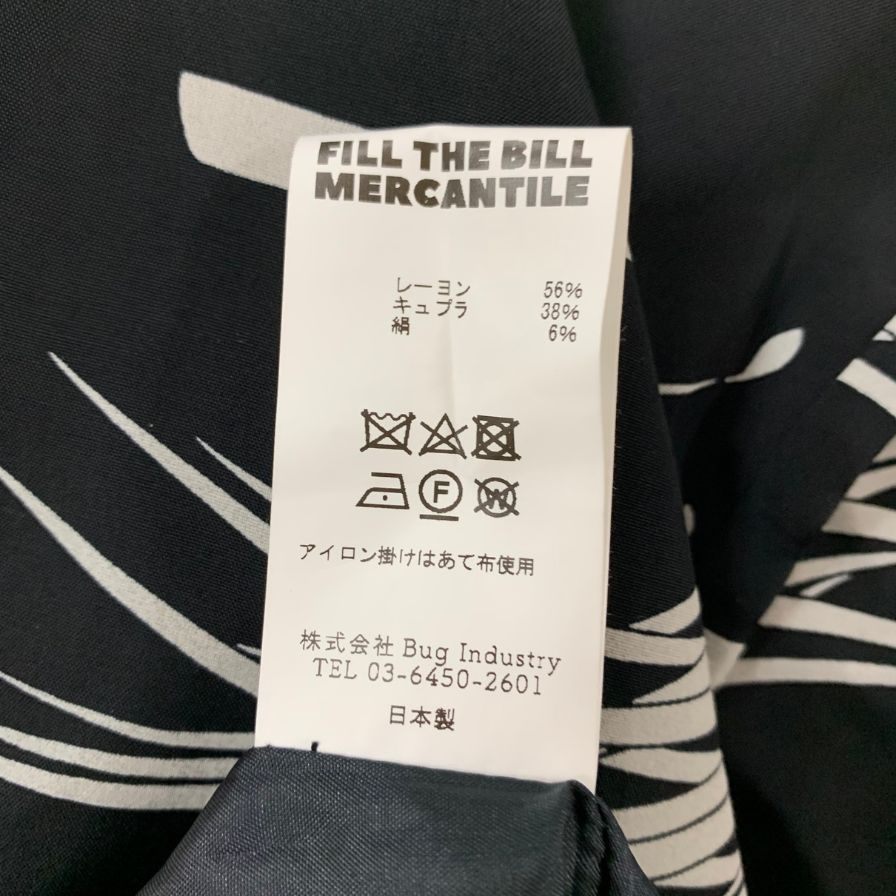 FILL THE BILL
MERCANTILE
レーヨン 56%
キュプラ 38%
絹 6%
F W
アイロン掛けはあて布使用
株式会社 Bug Industry
TEL 03-6450-2601
日本製